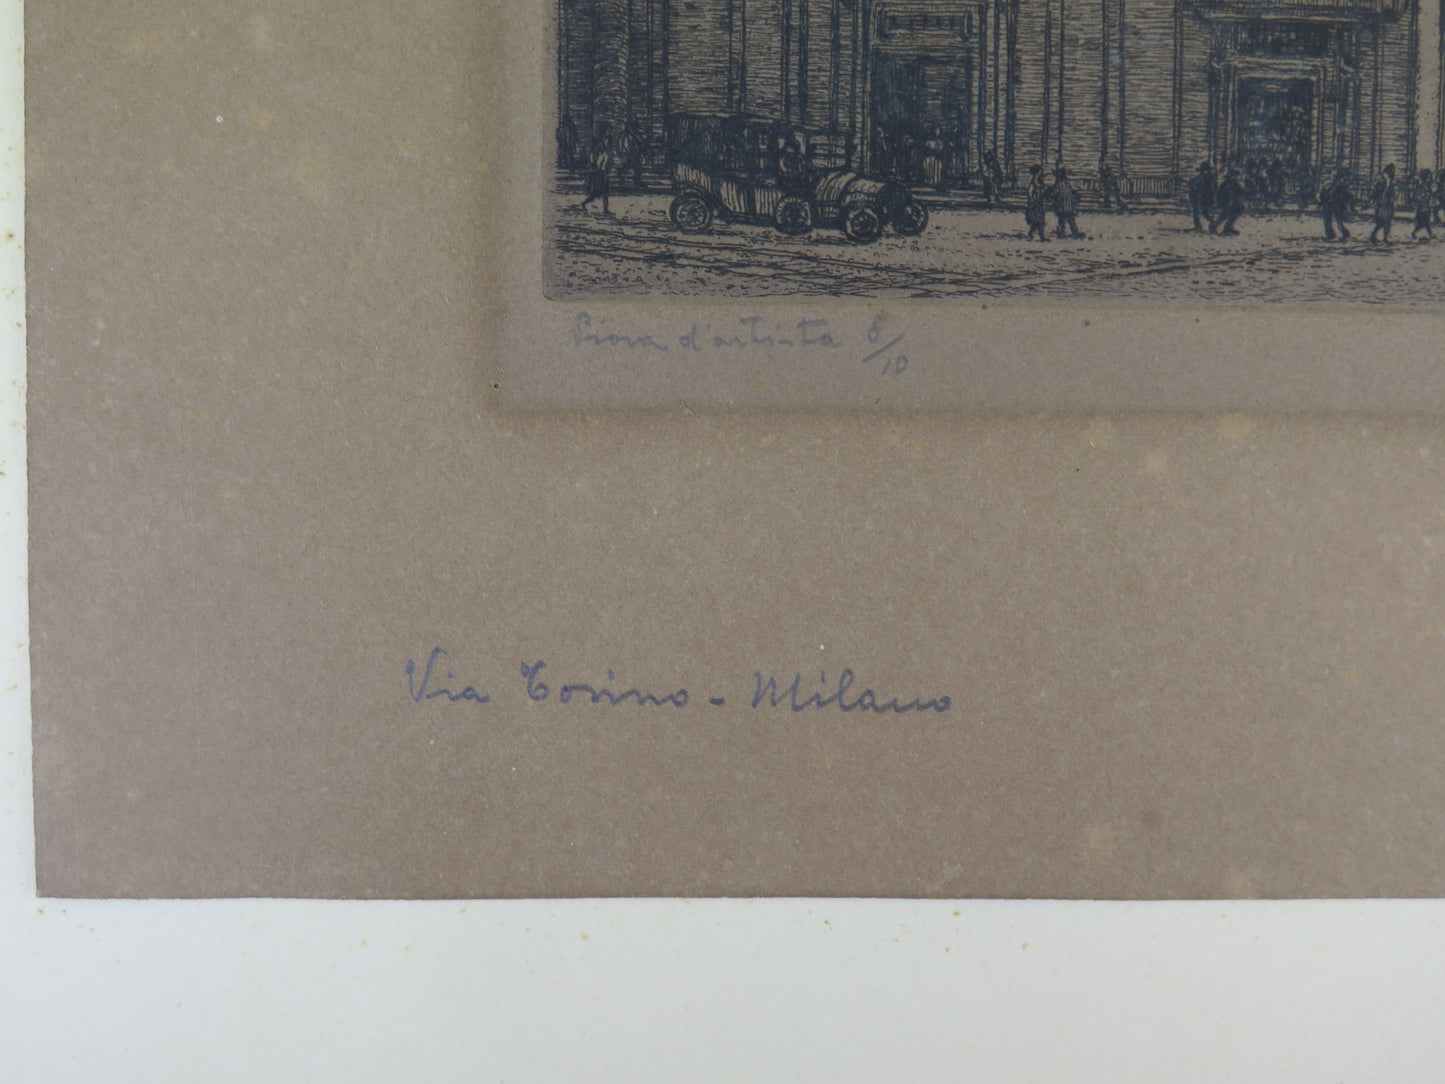 Prova d'artista 8/10
Via Torino - Milano